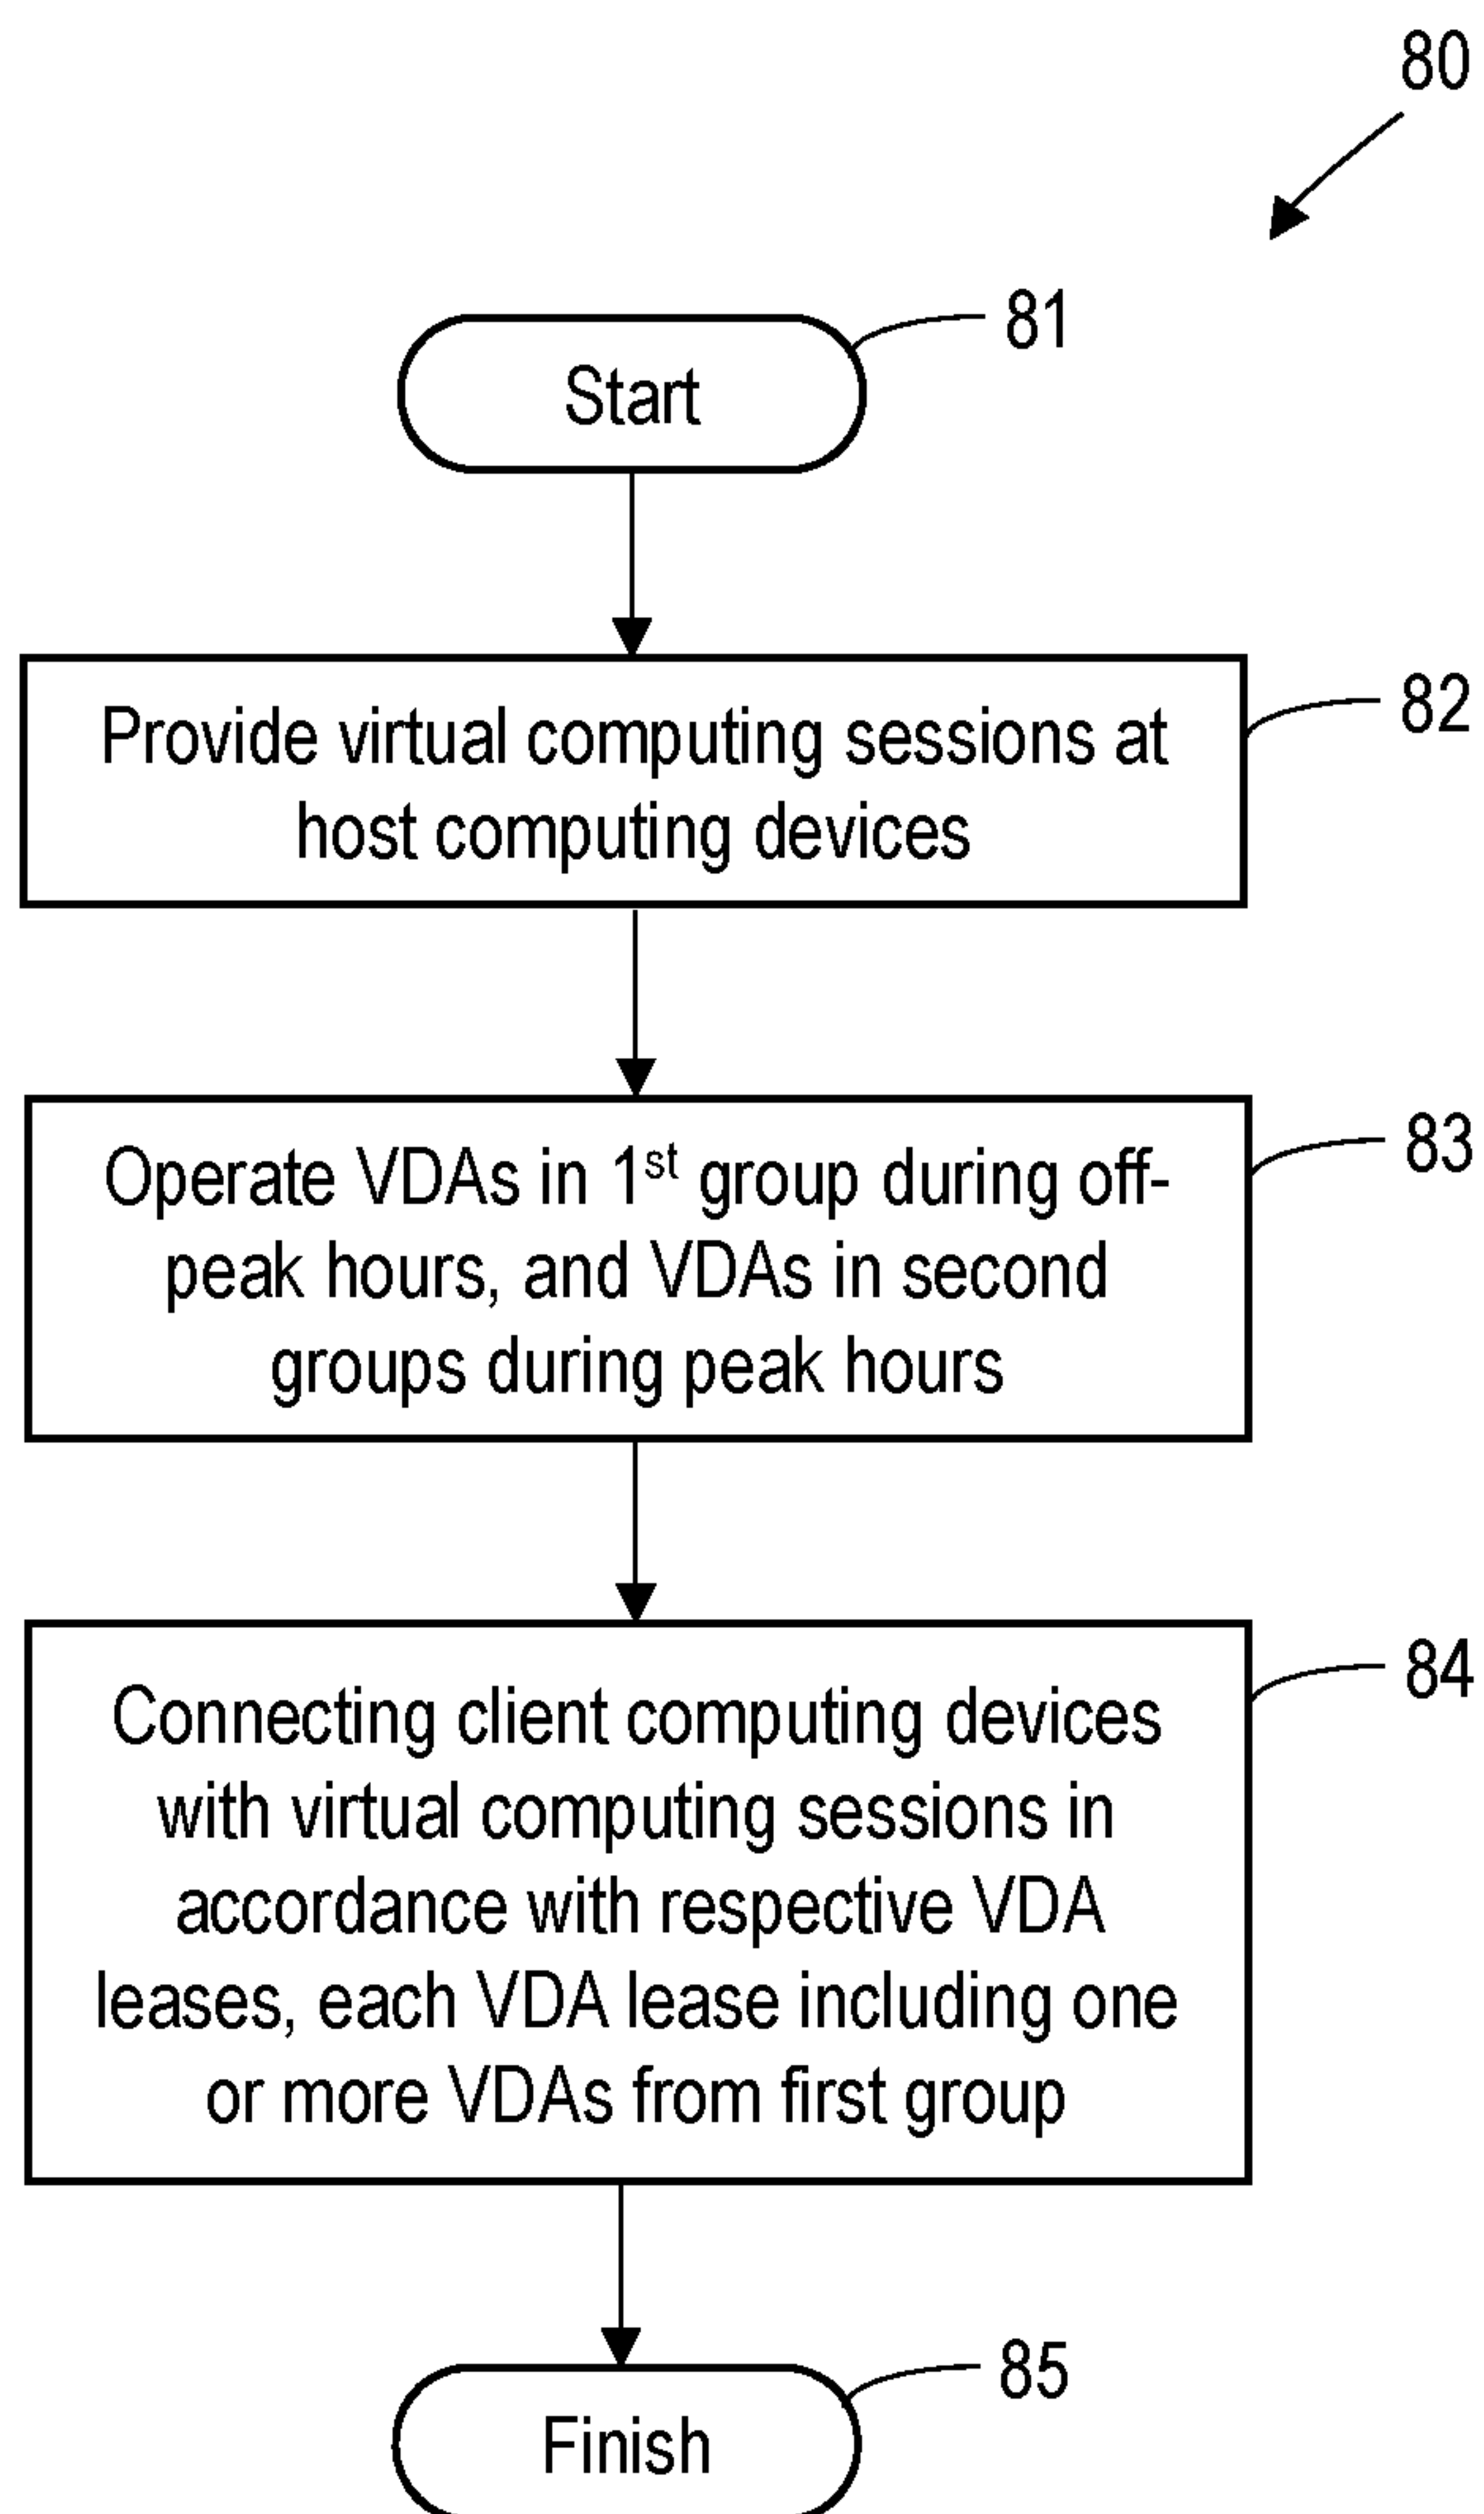 80
81
Start
82
Provide virtual computing sessions at
host computing devices
83
Operate VDAs in 1st group during off-
peak hours, and VDAs in second
groups during peak hours
84
Connecting client computing devices
with virtual computing sessions in
accordance with respective VDA
leases, each VDA lease including one
or more VDAs from first group
85
Finish